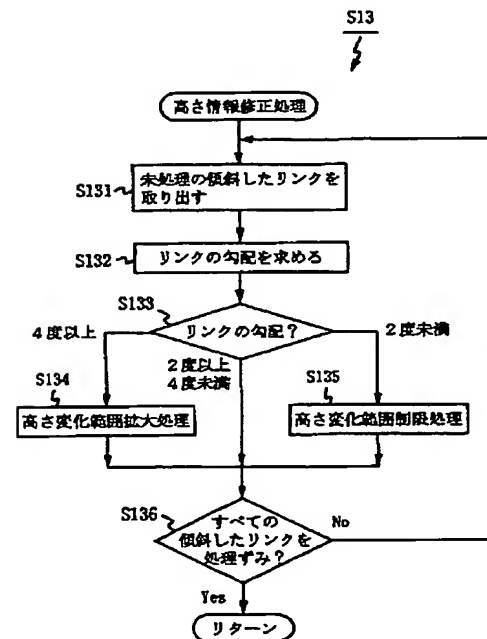 S13
高さ情報修正処理
S131
未処理の傾斜したリンクを
取り出す
S132
リンクの勾配を求める
S133
リンクの勾配？
4度以上
2度以上
4度未満
2度未満
S134
高さ変化範囲拡大処理
S135
高さ変化範囲制限処理
S136
すべての
傾斜したリンクを
処理ずみ？
No
Yes
リターン